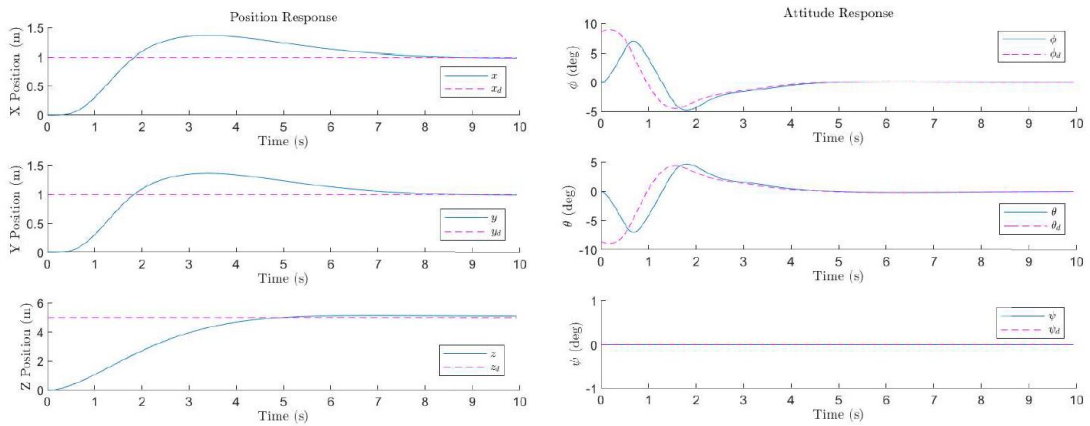 Position Response
X Position (m)
1.5
1
0.5
0
x
x_d
0 1 2 3 4 5 6 7 8 9 10
Time (s)
Y Position (m)
1.5
1
0.5
0
y
y_d
0 1 2 3 4 5 6 7 8 9 10
Time (s)
Z Position (m)
6
4
2
0
z
z_d
0 1 2 3 4 5 6 7 8 9 10
Time (s)
Attitude Response
ϕ (deg)
10
5
0
-5
ϕ
ϕ_d
0 1 2 3 4 5 6 7 8 9 10
Time (s)
θ (deg)
5
0
-5
-10
θ
θ_d
0 1 2 3 4 5 6 7 8 9 10
Time (s)
ψ (deg)
1
0
-1
ψ
ψ_d
0 1 2 3 4 5 6 7 8 9 10
Time (s)